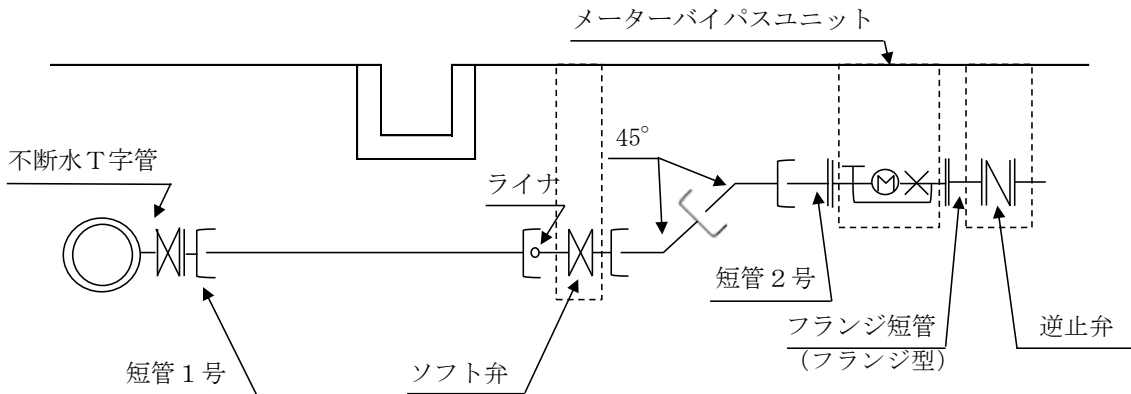 メーターバイパスユニット
45°
不断水Ｔ字管
ライナ
M
短管２号
フランジ短管
（フランジ型）
逆止弁
短管１号
ソフト弁